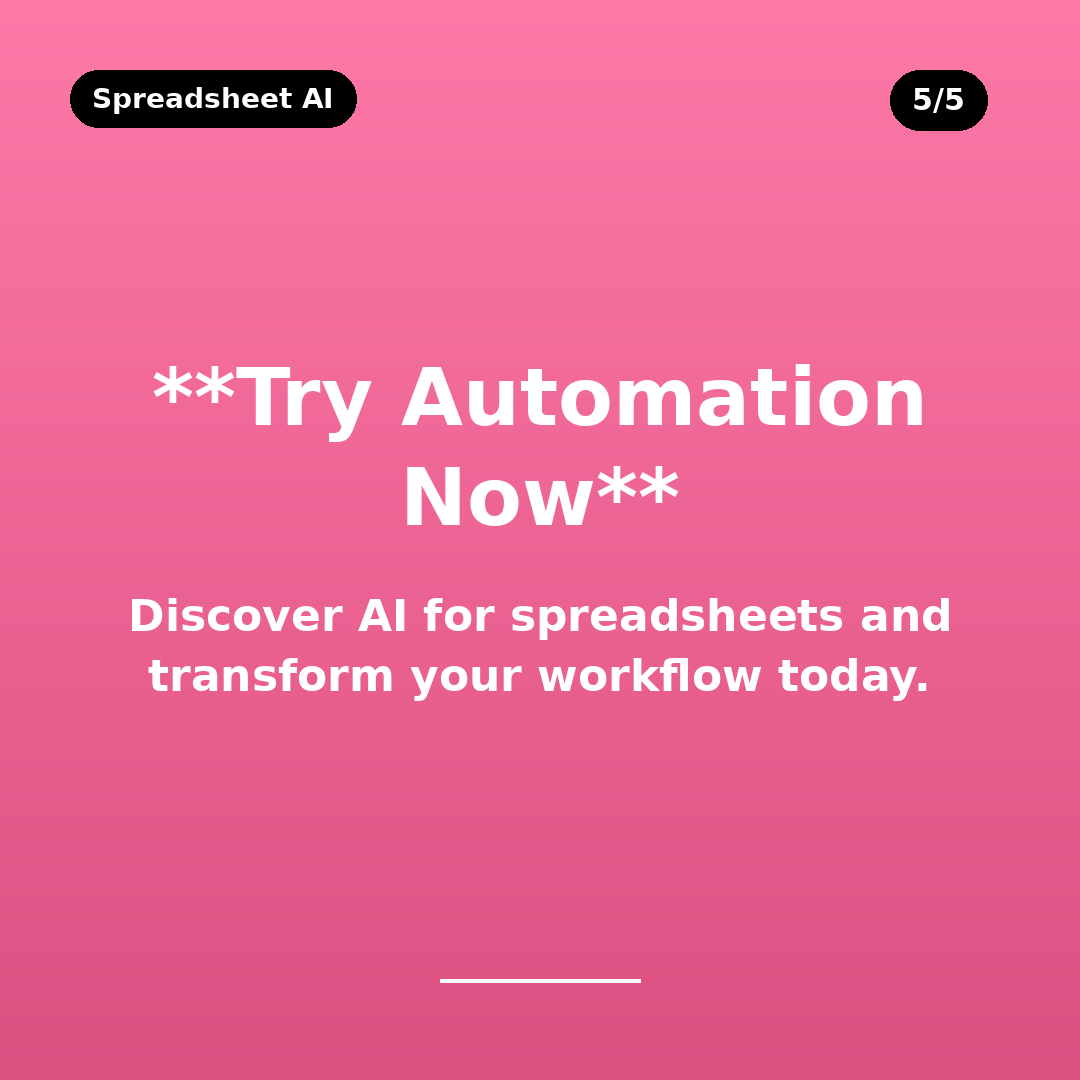 Spreadsheet AI
5/5
**Try Automation
Now**
Discover AI for spreadsheets and
transform your workflow today.